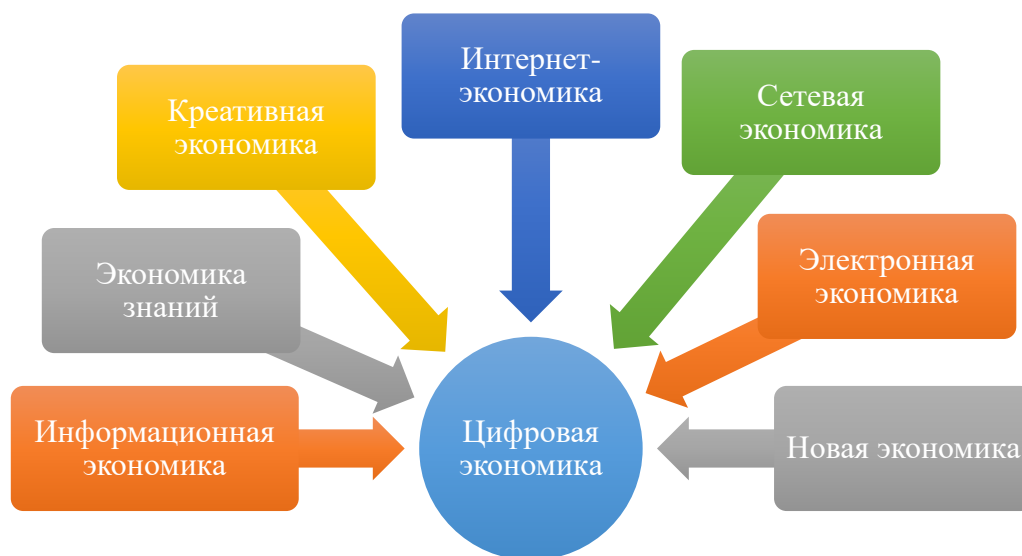 Интернет-
экономика
Креативная
экономика
Сетевая
экономика
Экономика
знаний
Электронная
экономика
Информационная
экономика
Цифровая
экономика
Новая экономика